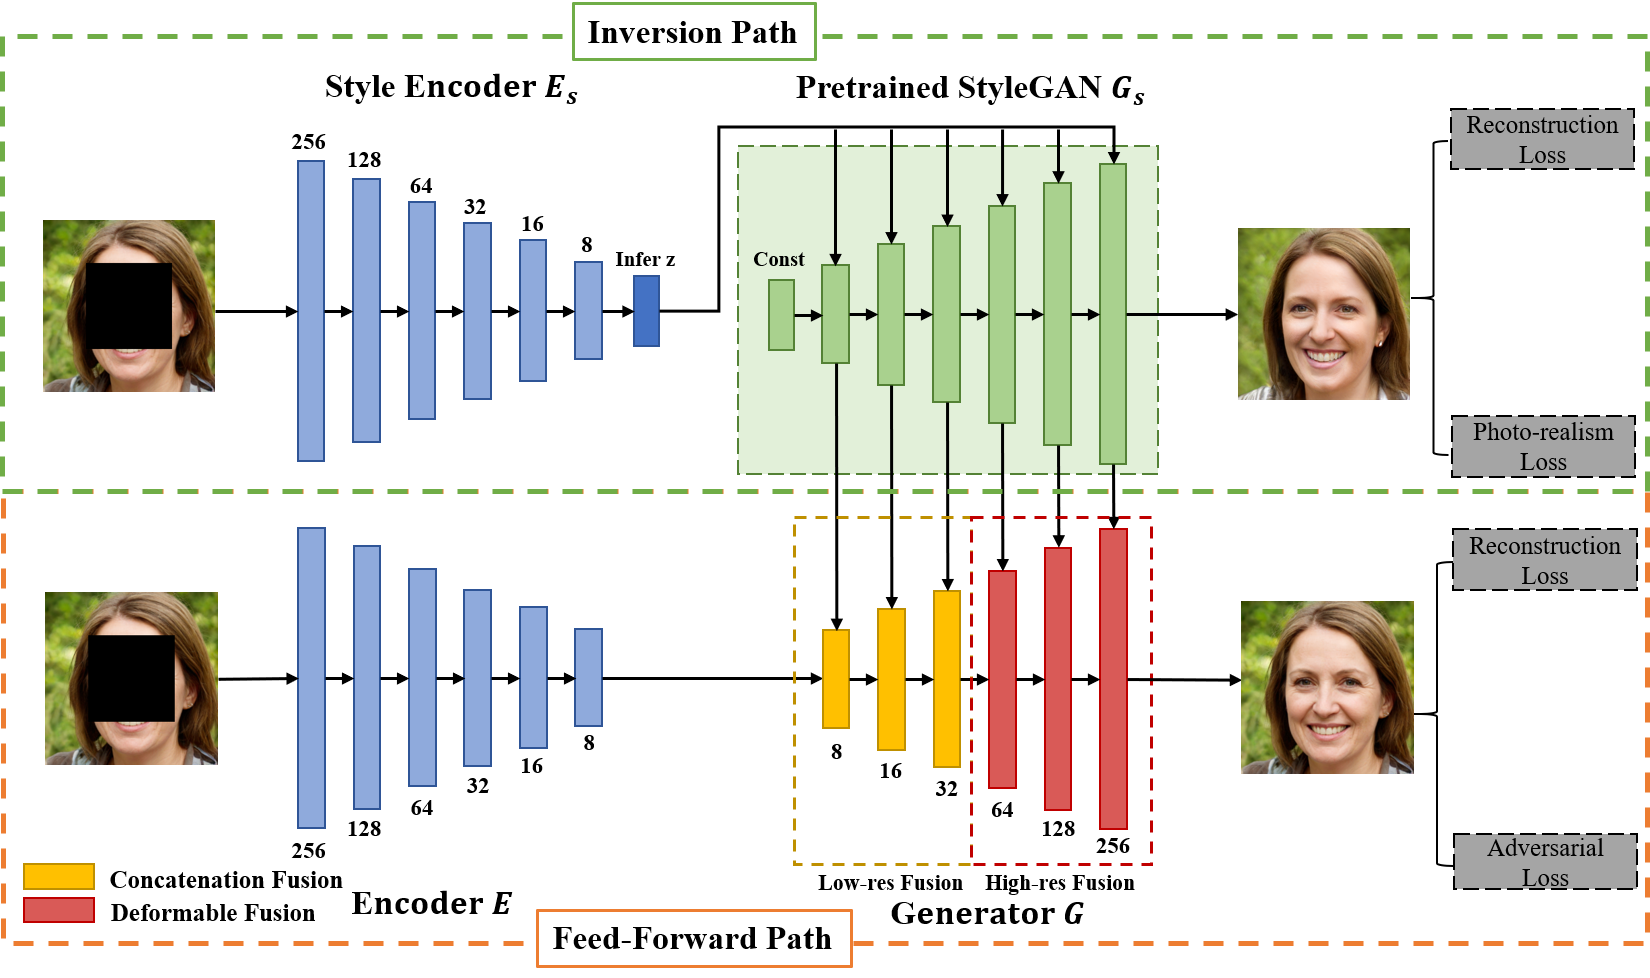 Inversion Path
Style Encoder E_s
Pretrained StyleGAN G_s
256
128
64
32
16
8
Infer z
Const
Reconstruction
Loss
Photo-realism
Loss
Reconstruction
Loss
Adversarial
Loss
256
128
64
32
16
8
8
16
32
64
128
256
Concatenation Fusion
Deformable Fusion
Encoder E
Low-res Fusion
High-res Fusion
Generator G
Feed-Forward Path